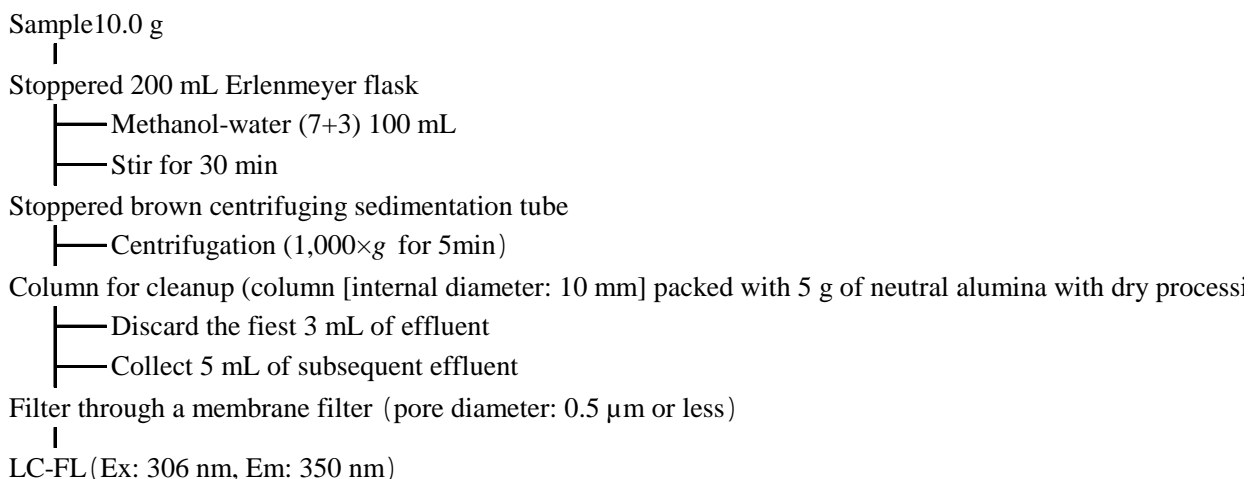 Sample10.0 g
Stoppered 200 mL Erlenmeyer flask
Methanol-water (7+3) 100 mL
Stir for 30 min
Stoppered brown centrifuging sedimentation tube
Centrifugation (1,000×g for 5min)
Column for cleanup (column [internal diameter: 10 mm] packed with 5 g of neutral alumina with dry processi
Discard the fiest 3 mL of effluent
Collect 5 mL of subsequent effluent
Filter through a membrane filter (pore diameter: 0.5 µm or less)
LC-FL(Ex: 306 nm, Em: 350 nm)